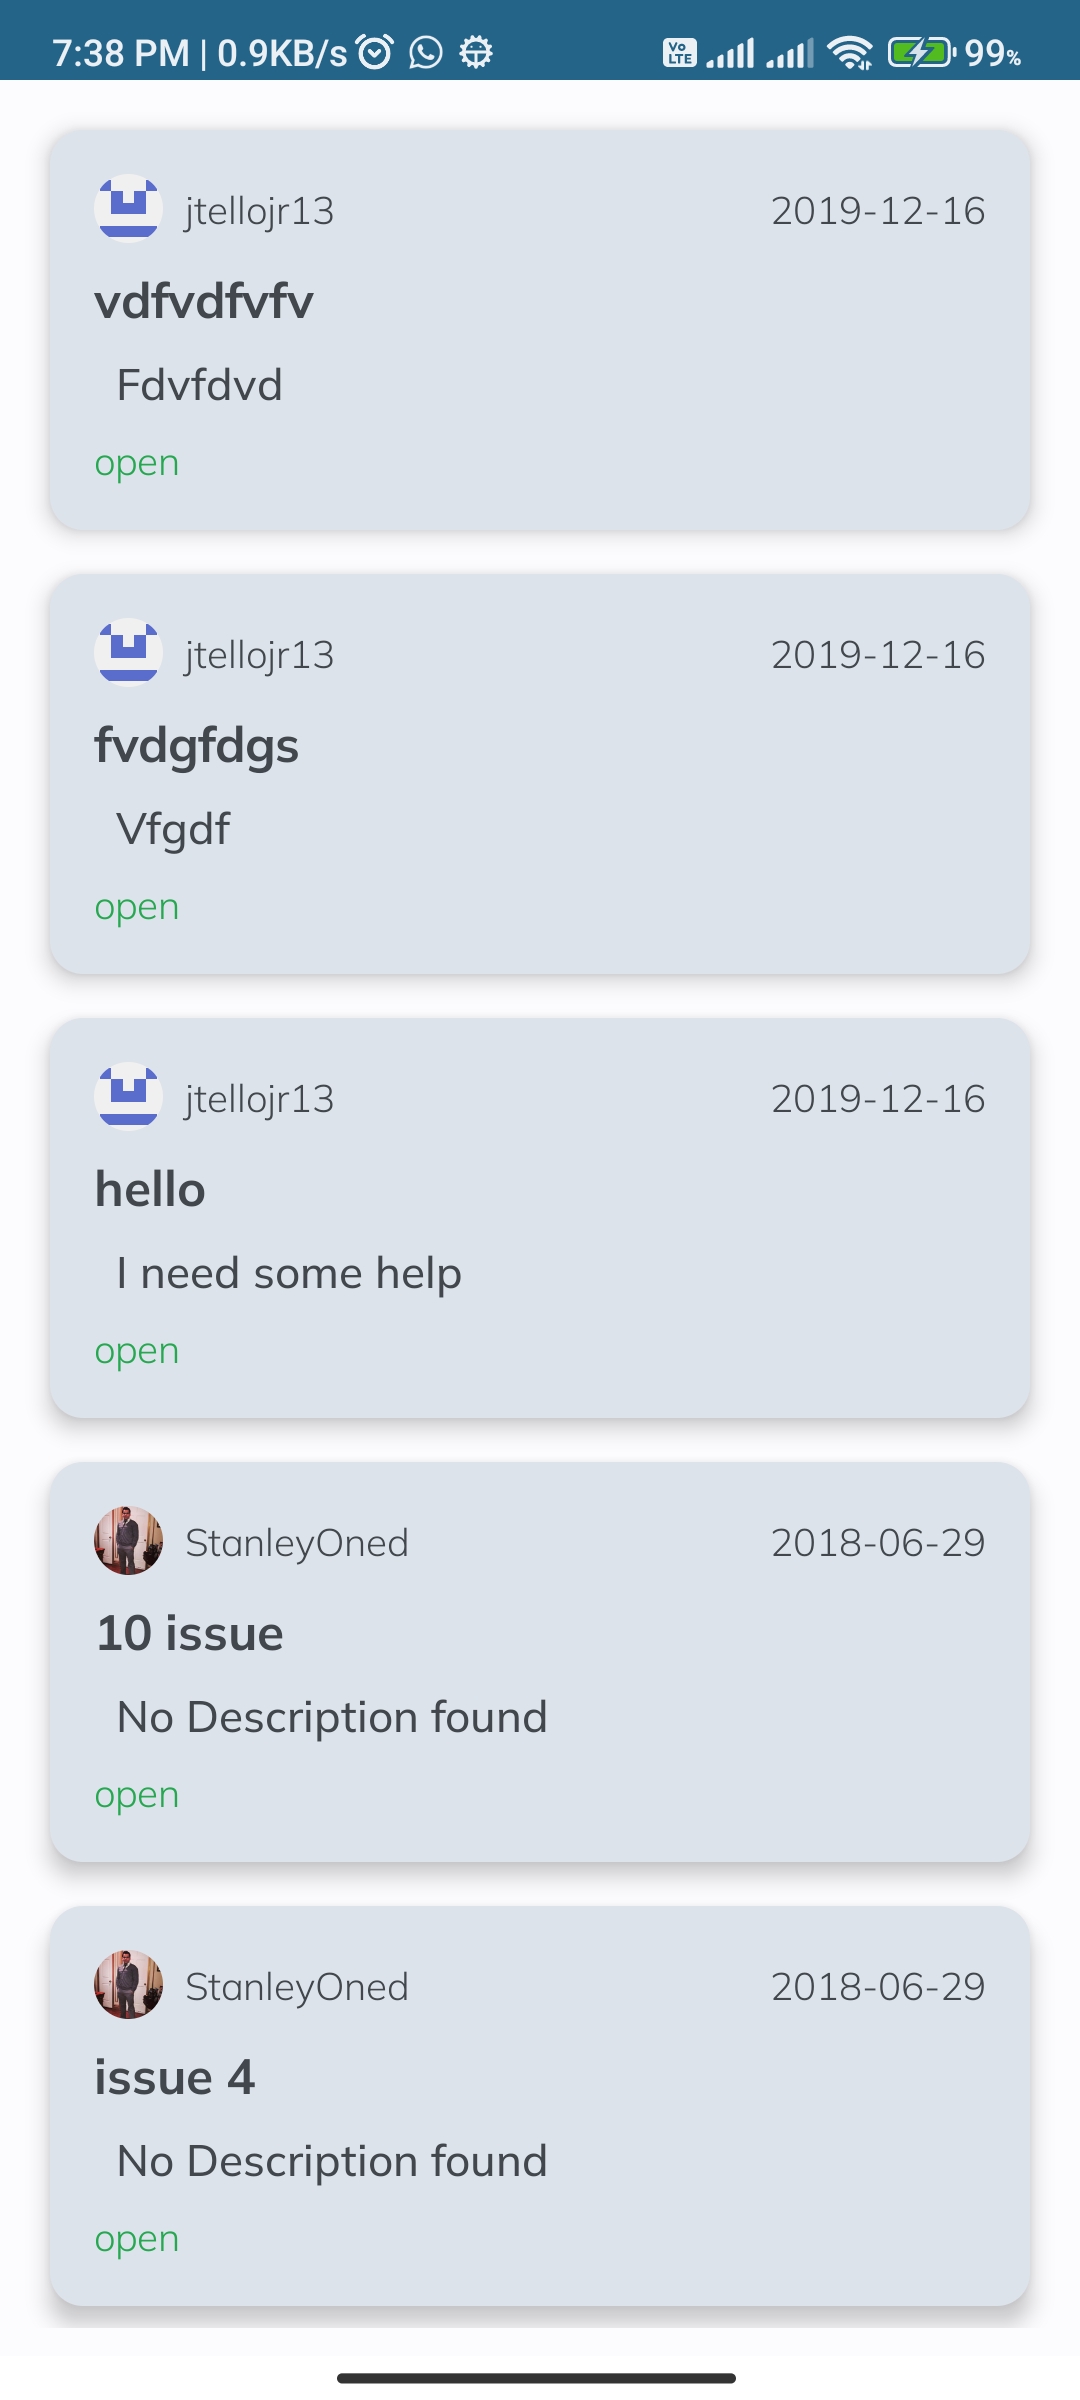 7:38 PM | 0.9KB/s Vo LTE 99%
jtellojr13 2019-12-16
vdfvdfvfv
Fdvfdvd
open
jtellojr13 2019-12-16
fvdgfdgs
Vfgdf
open
jtellojr13 2019-12-16
hello
I need some help
open
StanleyOned 2018-06-29
10 issue
No Description found
open
StanleyOned 2018-06-29
issue 4
No Description found
open